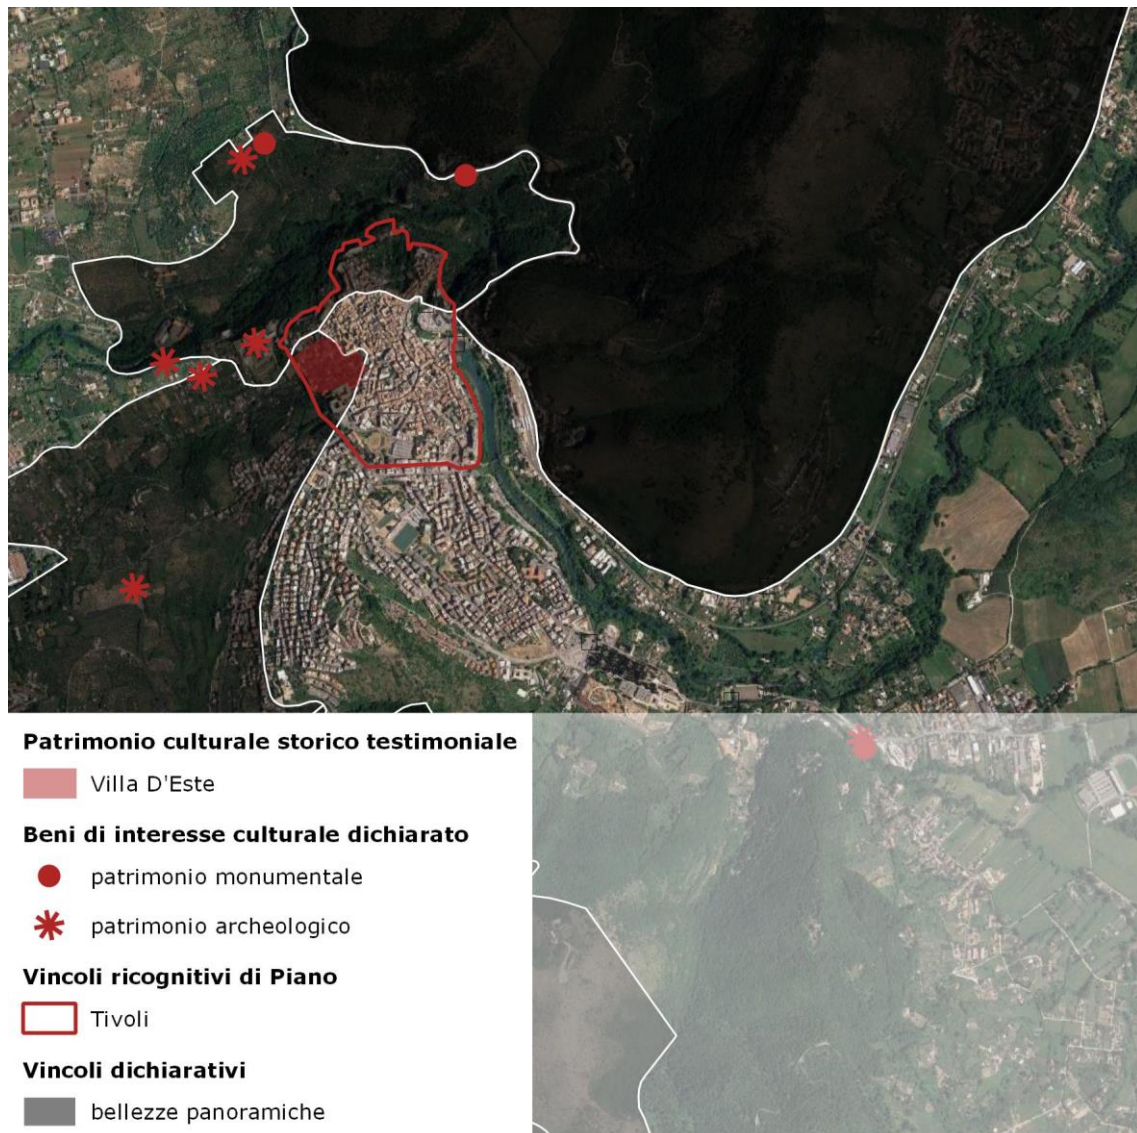 Patrimonio culturale storico testimoniale
Villa D'Este
Beni di interesse culturale dichiarato
patrimonio monumentale
patrimonio archeologico
Vincoli ricognitivi di Piano
Tivoli
Vincoli dichiarativi
bellezze panoramiche